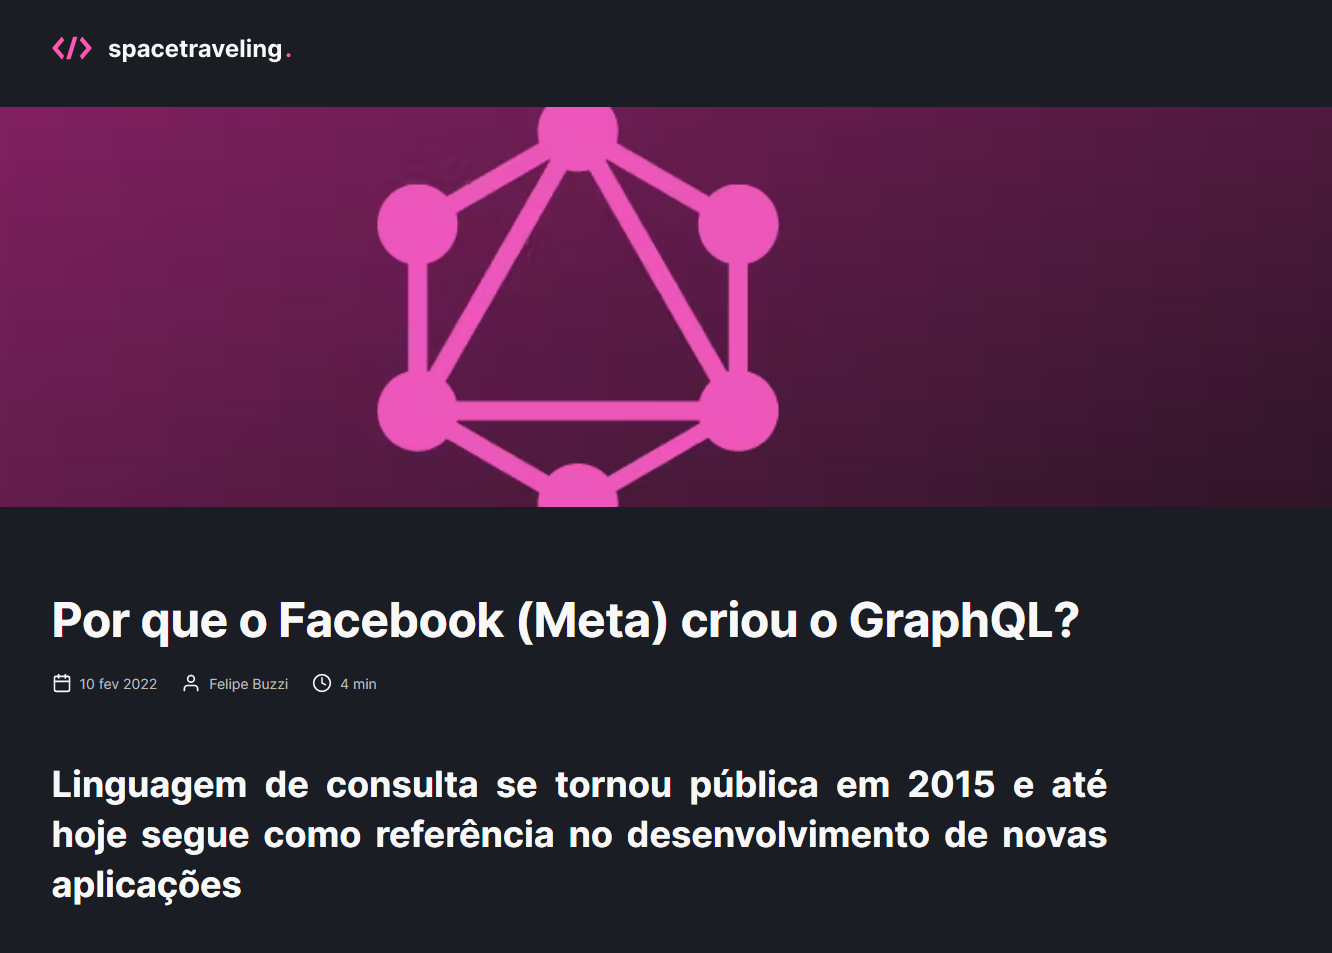 </> spacetraveling.
Por que o Facebook (Meta) criou o GraphQL?
10 fev 2022 Felipe Buzzi 4 min
Linguagem de consulta se tornou pública em 2015 e até
hoje segue como referência no desenvolvimento de novas
aplicações